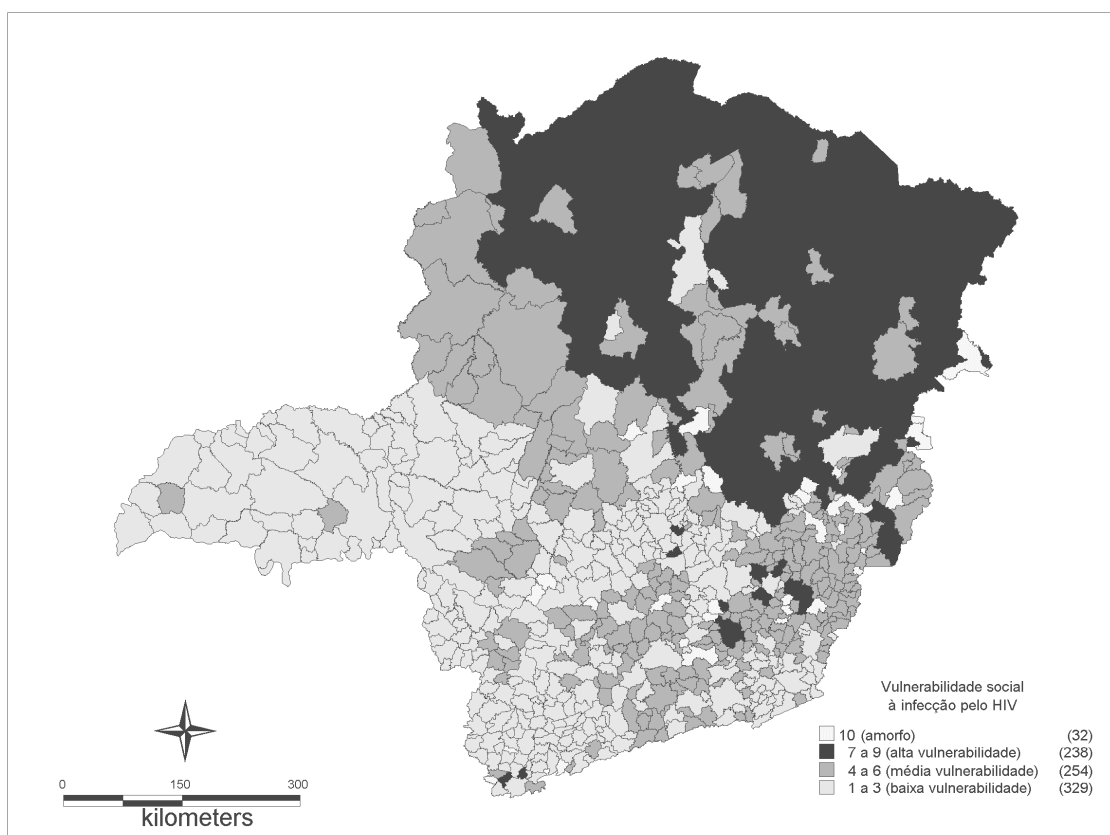 Vulnerabilidade social
à infecção pelo HIV
10 (amorfo) (32)
7 a 9 (alta vulnerabilidade) (238)
4 a 6 (média vulnerabilidade) (254)
1 a 3 (baixa vulnerabilidade) (329)
0 150 300
kilometers